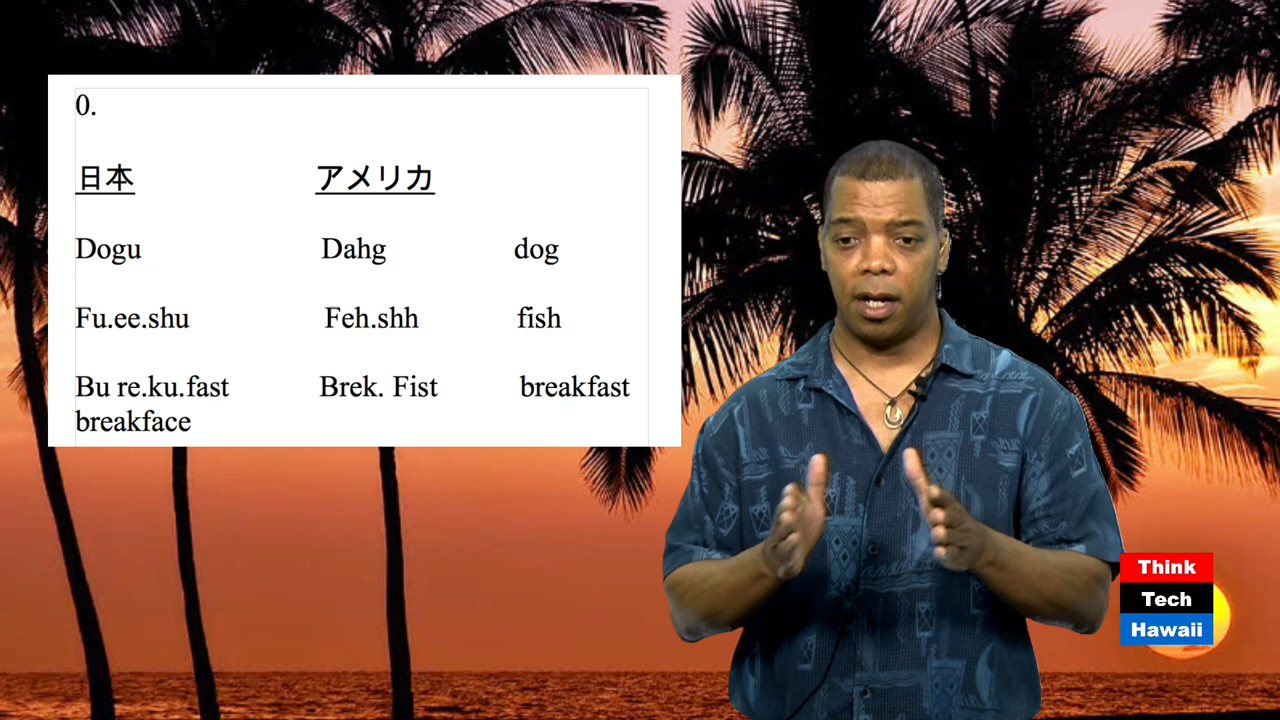 0.
日本 アメリカ
Dogu Dahg dog
Fu.ee.shu Feh.shh fish
Bu re.ku.fast Brek. Fist breakfast
breakface
Think
Tech
Hawaii